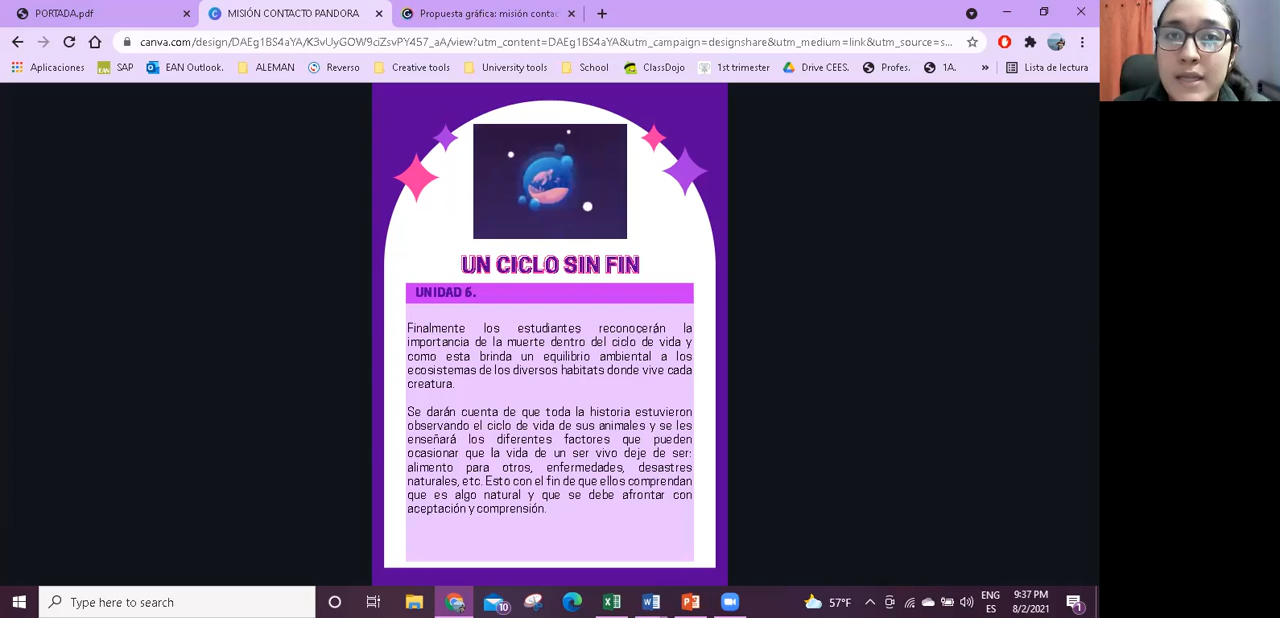 PORTADA.pdf
MISIÓN CONTACTO PANDORA
Propuesta gráfica: misión contac
canva.com/design/DAEg1BS4aYA/K3vIJyGOW9ciZsvPY457_aA/view?utm_content=DAEg1BS4aYA&utm_campaign=designshare&utm_medium=link&utm_source=s...
Aplicaciones
SAP
EAN Outlook.
ALEMAN
Reverso
Creative tools
Design tools
School
ClassDojo
1st trimester
Drive CEES.
Profes.
1A.
»
Lista de lectura
UN CICLO SIN FIN
UNIDAD 6.
Finalmente los estudiantes reconocerán la
importancia de la muerte dentro del ciclo de vida y
como esta brinda un equilibrio ambiental a los
ecosistemas de los diversos habitats donde vive cada
creatura.
Se darán cuenta de que toda la historia estuvieron
observando el ciclo de vida de sus animales y se les
enseñará los diferentes factores que pueden
ocasionar que la vida de un ser vivo deje de ser:
alimento para otros, enfermedades, desastres
naturales, etc. Esto con el fin de que ellos comprendan
que es algo natural y que se debe afrontar con
aceptación y comprensión.
Type here to search
10
57°F
ENG
ES
9:37 PM
8/2/2021
1